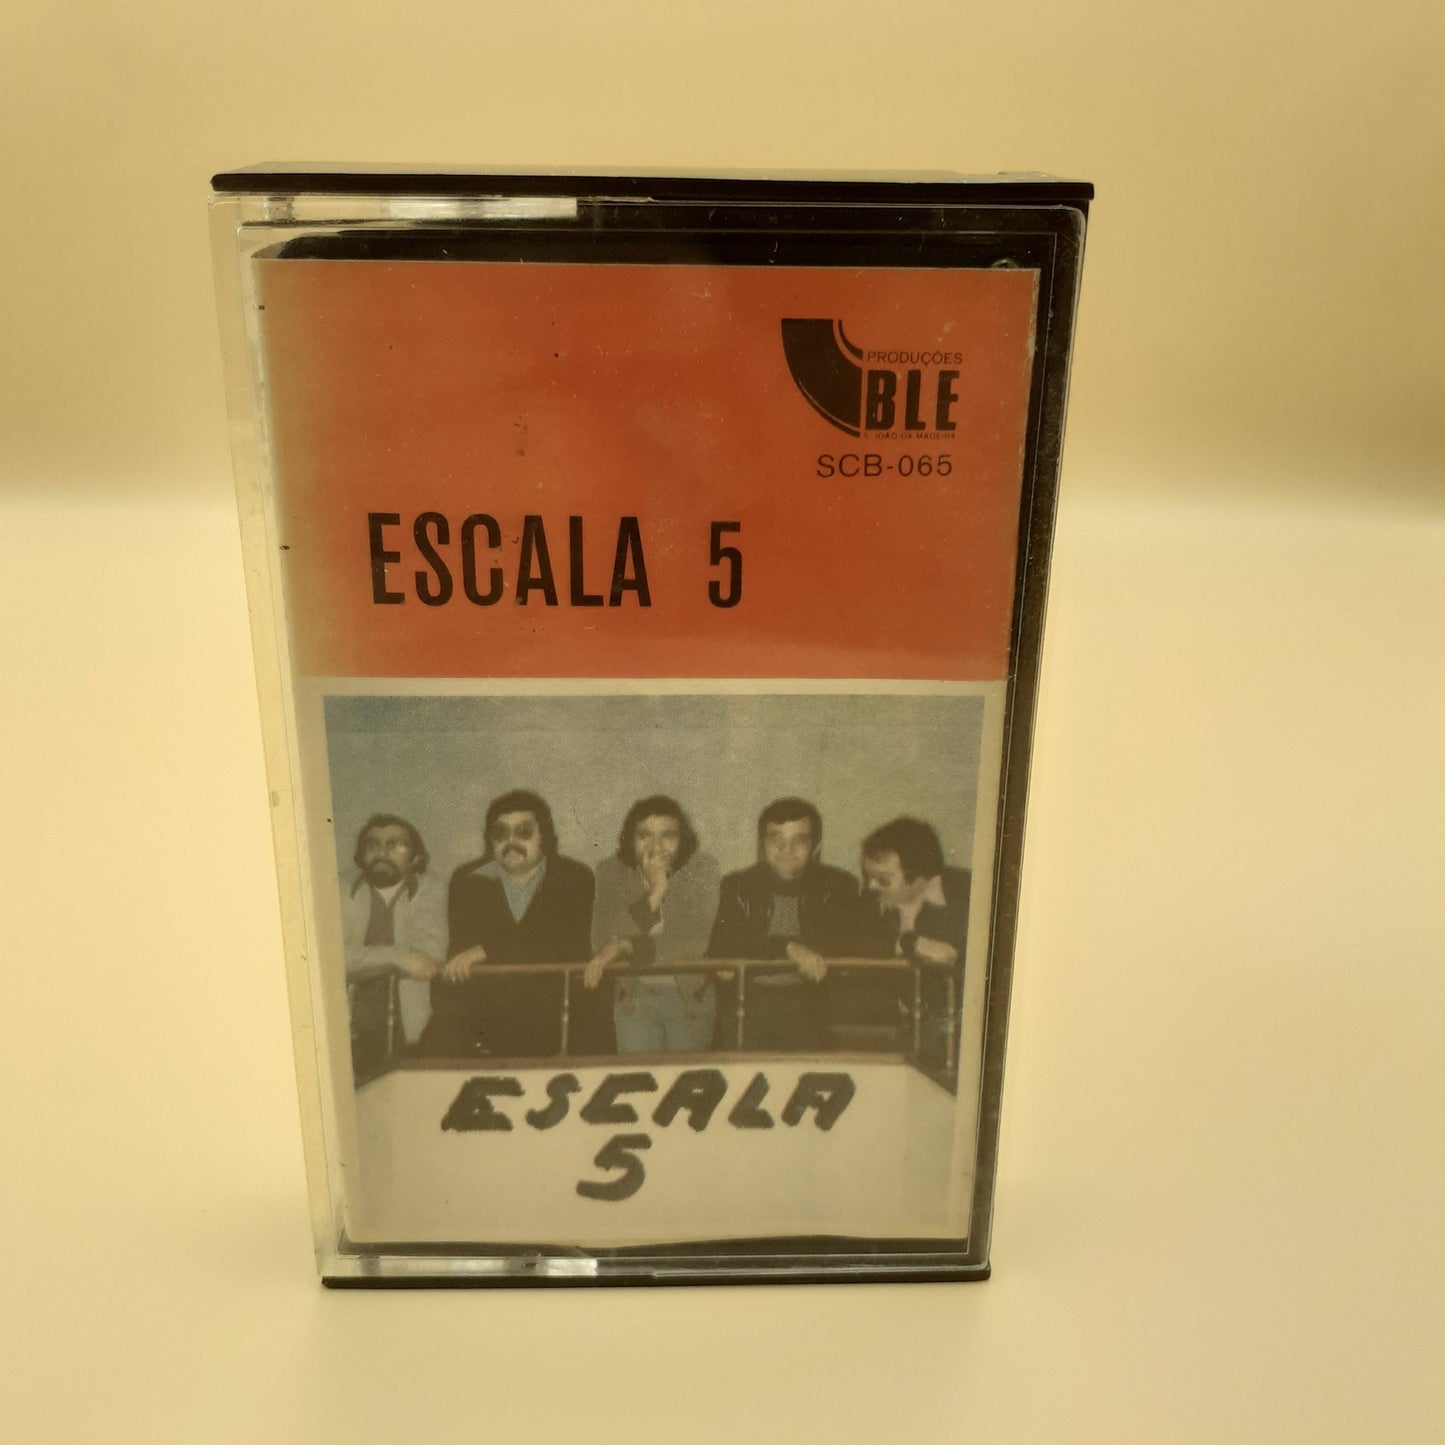 PRODUÇÕES
BLE
S. JOÃO DA MADEIRA
SCB-065
ESCALA 5
ESCALA
5